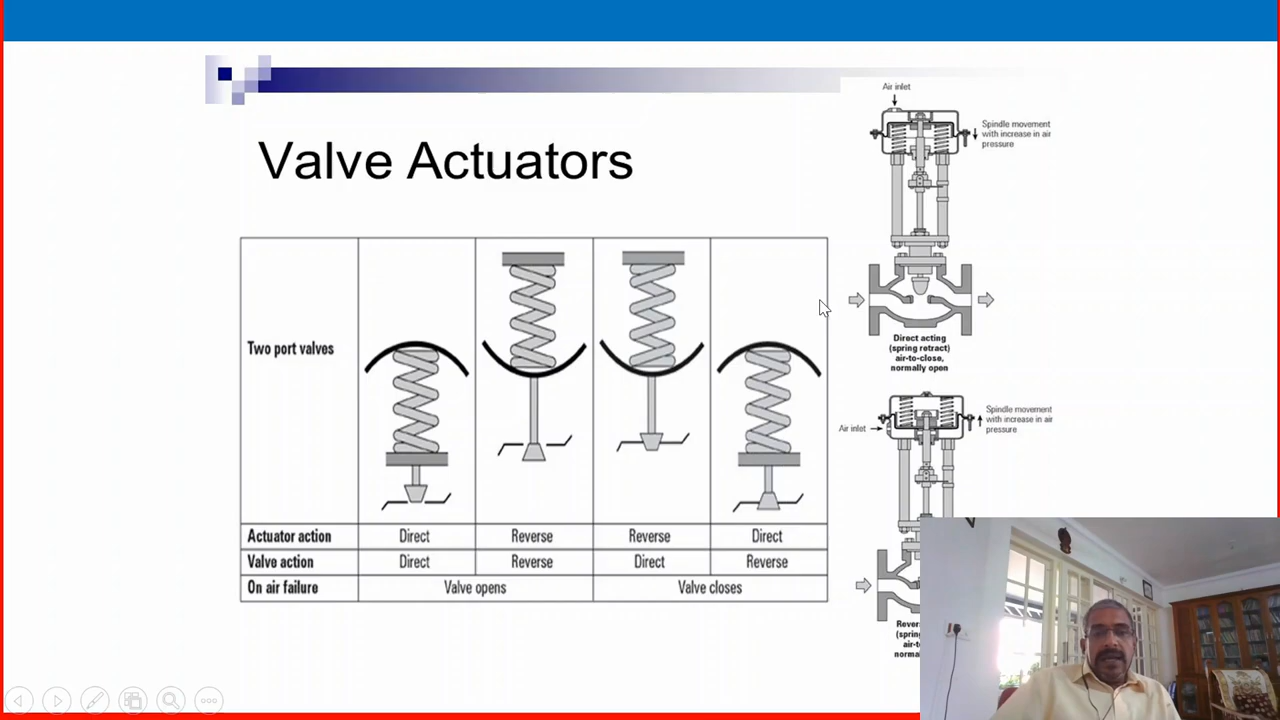 Valve Actuators
Two port valves
Actuator action Direct Reverse Reverse Direct
Valve action Direct Reverse Direct Reverse
On air failure Valve opens Valve closes
Air inlet
Spindle movement
with increase in air
pressure
Direct acting
(spring retract)
air-to-close,
normally open
Air inlet
Spindle movement
with increase in air
pressure